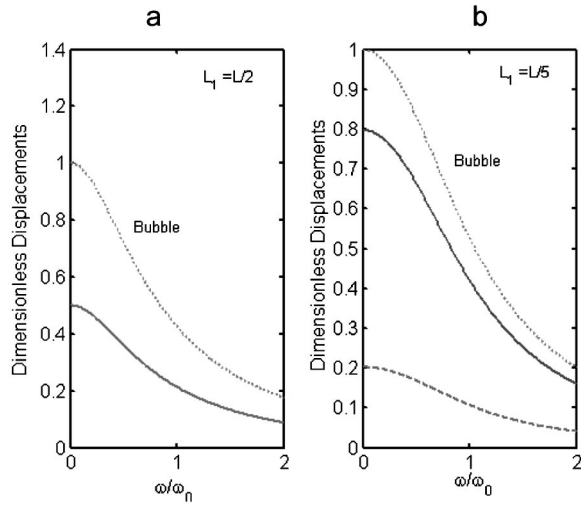 a
b
1.4
1.2
1
0.8
0.6
0.4
0.2
0
L₁ =L/2
Bubble
Dimensionless Displacements
0
1
2
ω/ω₀
1
0.9
0.8
0.7
0.6
0.5
0.4
0.3
0.2
0.1
0
L₁ =L/5
Bubble
Dimensionless Displacements
0
1
2
ω/ω₀